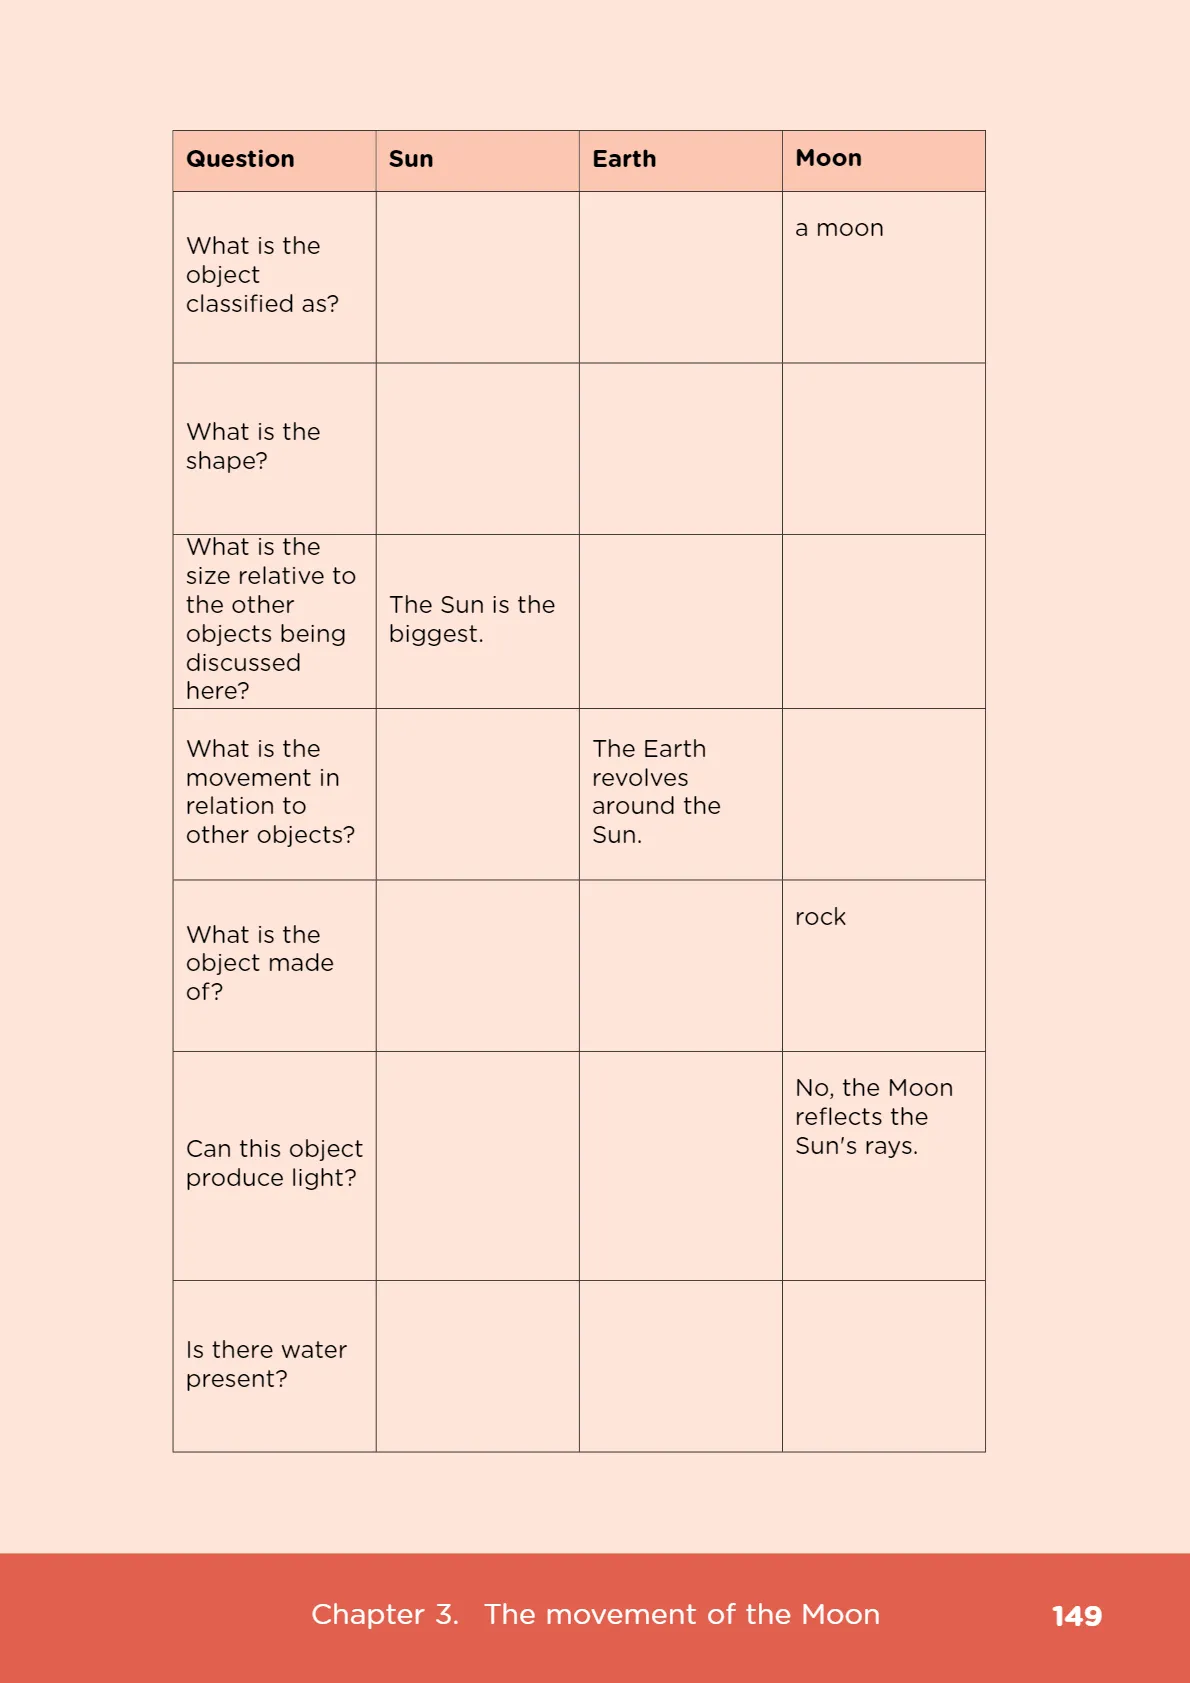 Question Sun Earth Moon
What is the
object
classified as?
a moon
What is the
shape?
What is the
size relative to
the other
objects being
discussed
here?
The Sun is the
biggest.
What is the
movement in
relation to
other objects?
The Earth
revolves
around the
Sun.
What is the
object made
of?
rock
Can this object
produce light?
No, the Moon
reflects the
Sun's rays.
Is there water
present?
Chapter 3. The movement of the Moon 149